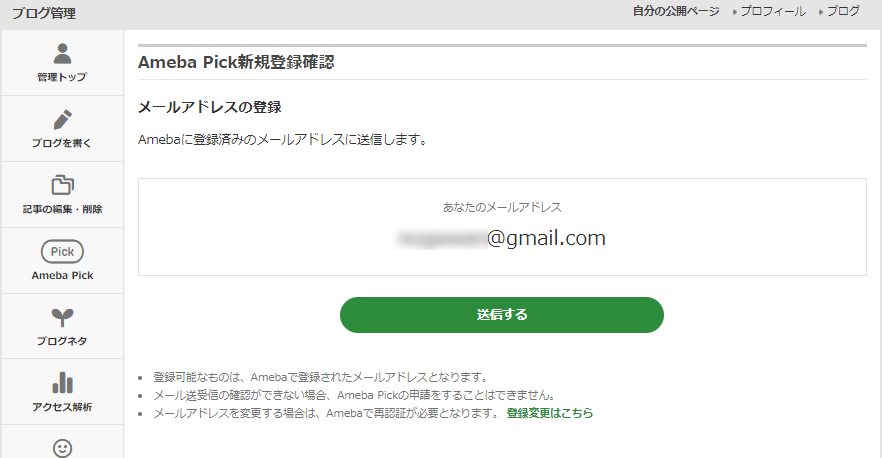 ブログ管理
自分の公開ページ
プロフィール
ブログ
管理トップ
ブログを書く
記事の編集・削除
Pick
Ameba Pick
ブログネタ
アクセス解析
Ameba Pick新規登録確認
メールアドレスの登録
Amebaに登録済みのメールアドレスに送信します。
あなたのメールアドレス
@gmail.com
送信する
登録可能なものは、Amebaで登録されたメールアドレスとなります。
メール送受信の確認ができない場合、Ameba Pickの申請をすることはできません。
メールアドレスを変更する場合は、Amebaで再認証が必要となります。 登録変更はこちら